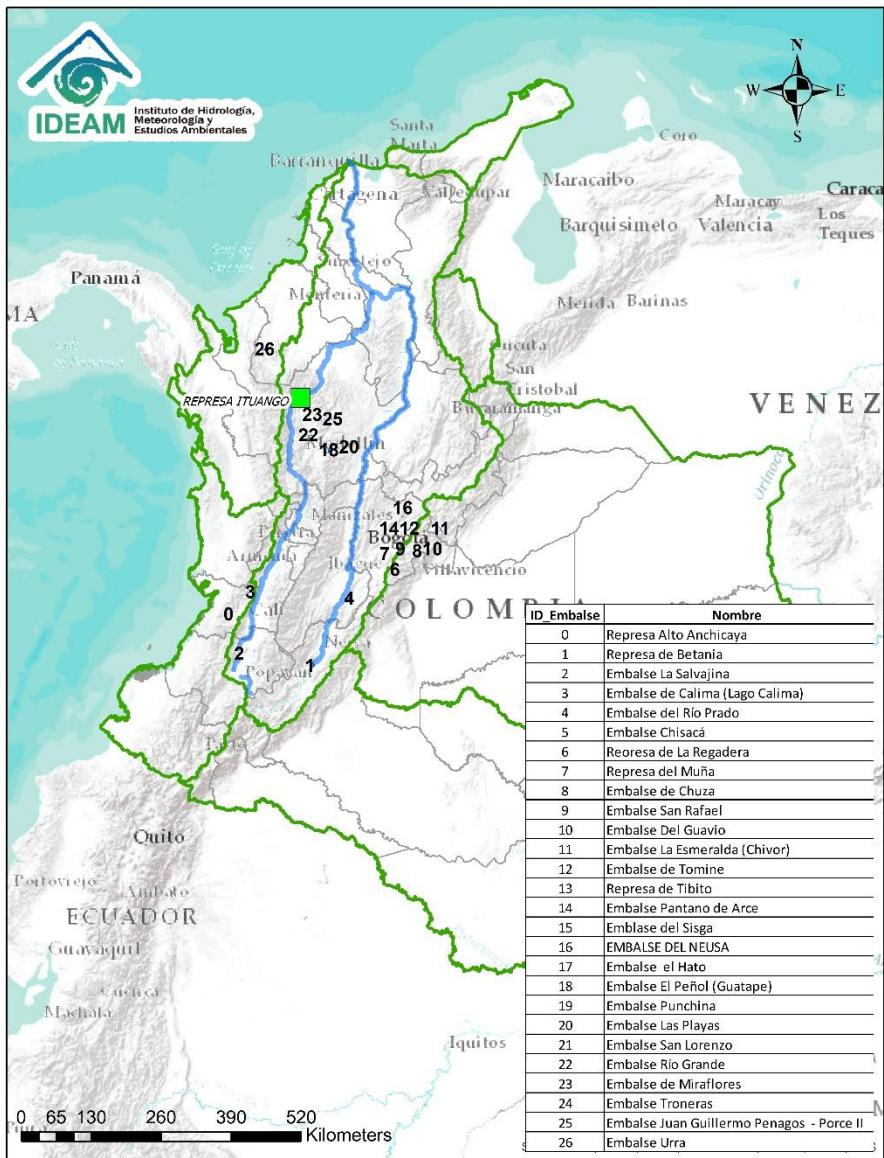 IDEAM
Instituto de Hidrología,
Meteorología y
Estudios Ambientales
N
W
E
S
Santa
Marta
Barranquilla
Cartagena
Valledupar
Maracaibo
Coro
Caraca
Maracay
Los
Teques
Barquisimeto
Valencia
Panamá
MA
Montería
Merida
Barinas
Cucuta
San
Cristobal
Bucaramanga
26
REPRESA ITUANGO
VENEZ
Orinoco
23
25
22
18
20
16
Manizales
14
12
11
Bogotá
7
9
8
10
6
Villavicencio
Armenia
3
4
0
Cali
COLOMBIA
Neiva
2
1
Popayán
Pasto
Quito
Portoviejo
Ambato
ECUADOR
Guayaquil
Cuenca
Machala
Iquitos
ID_Embalse Nombre
0 Represa Alto Anchicaya
1 Represa de Betania
2 Embalse La Salvajina
3 Embalse de Calima (Lago Calima)
4 Embalse del Río Prado
5 Embalse Chisacá
6 Reoresa de La Regadera
7 Represa del Muña
8 Embalse de Chuza
9 Embalse San Rafael
10 Embalse Del Guavio
11 Embalse La Esmeralda (Chivor)
12 Embalse de Tomine
13 Represa de Tibito
14 Embalse Pantano de Arce
15 Emblase del Sisga
16 EMBALSE DEL NEUSA
17 Embalse el Hato
18 Embalse El Peñol (Guatape)
19 Embalse Punchina
20 Embalse Las Playas
21 Embalse San Lorenzo
22 Embalse Río Grande
23 Embalse de Miraflores
24 Embalse Troneras
25 Embalse Juan Guillermo Penagos - Porce II
26 Embalse Urra
0 65 130 260 390 520
Kilometers